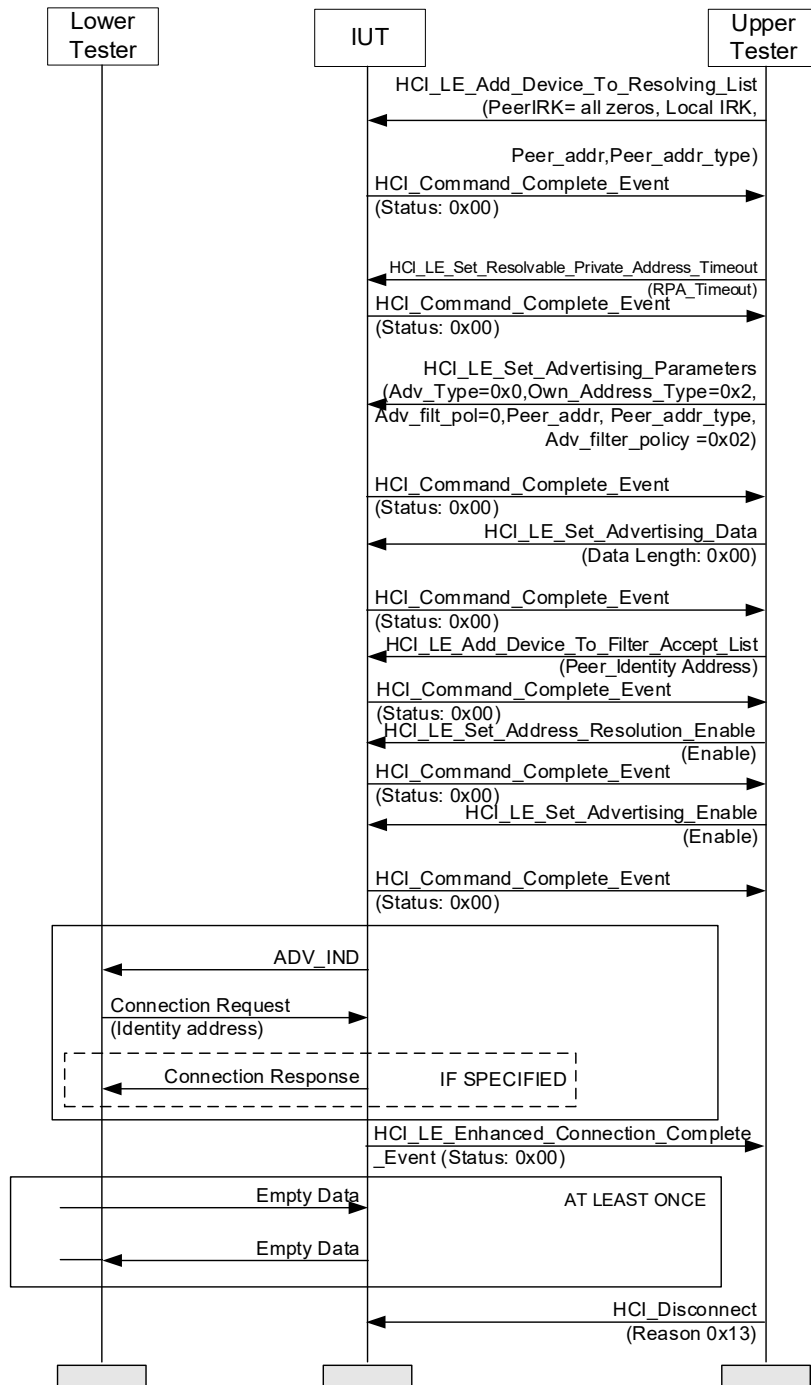 Lower
Tester
IUT
Upper
Tester
HCI_LE_Add_Device_To_Resolving_List
(PeerIRK= all zeros, Local IRK,
Peer_addr,Peer_addr_type)
HCI_Command_Complete_Event
(Status: 0x00)
HCI_LE_Set_Resolvable_Private_Address_Timeout
(RPA_Timeout)
HCI_Command_Complete_Event
(Status: 0x00)
HCI_LE_Set_Advertising_Parameters
(Adv_Type=0x0,Own_Address_Type=0x2,
Adv_filt_pol=0,Peer_addr, Peer_addr_type,
Adv_filter_policy =0x02)
HCI_Command_Complete_Event
(Status: 0x00)
HCI_LE_Set_Advertising_Data
(Data Length: 0x00)
HCI_Command_Complete_Event
(Status: 0x00)
HCI_LE_Add_Device_To_Filter_Accept_List
(Peer_Identity Address)
HCI_Command_Complete_Event
(Status: 0x00)
HCI_LE_Set_Address_Resolution_Enable
(Enable)
HCI_Command_Complete_Event
(Status: 0x00)
HCI_LE_Set_Advertising_Enable
(Enable)
HCI_Command_Complete_Event
(Status: 0x00)
ADV_IND
Connection Request
(Identity address)
Connection Response
IF SPECIFIED
HCI_LE_Enhanced_Connection_Complete
_Event (Status: 0x00)
Empty Data
AT LEAST ONCE
Empty Data
HCI_Disconnect
(Reason 0x13)